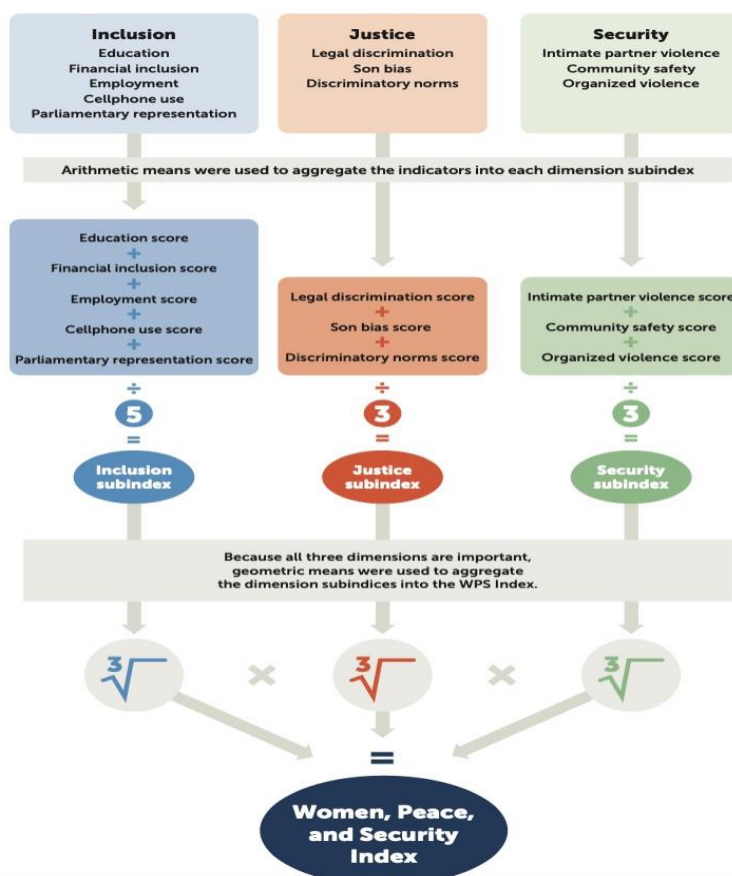 Inclusion
Education
Financial inclusion
Employment
Cellphone use
Parliamentary representation
Justice
Legal discrimination
Son bias
Discriminatory norms
Security
Intimate partner violence
Community safety
Organized violence
Arithmetic means were used to aggregate the indicators into each dimension subindex
Education score
+
Financial inclusion score
+
Employment score
+
Cellphone use score
+
Parliamentary representation score
÷
5
=
Inclusion
subindex
Legal discrimination score
+
Son bias score
+
Discriminatory norms score
÷
3
=
Justice
subindex
Intimate partner violence score
+
Community safety score
+
Organized violence score
÷
3
=
Security
subindex
Because all three dimensions are important,
geometric means were used to aggregate
the dimension subindices into the WPS Index.
3√ × 3√ × 3√
=
Women, Peace,
and Security
Index